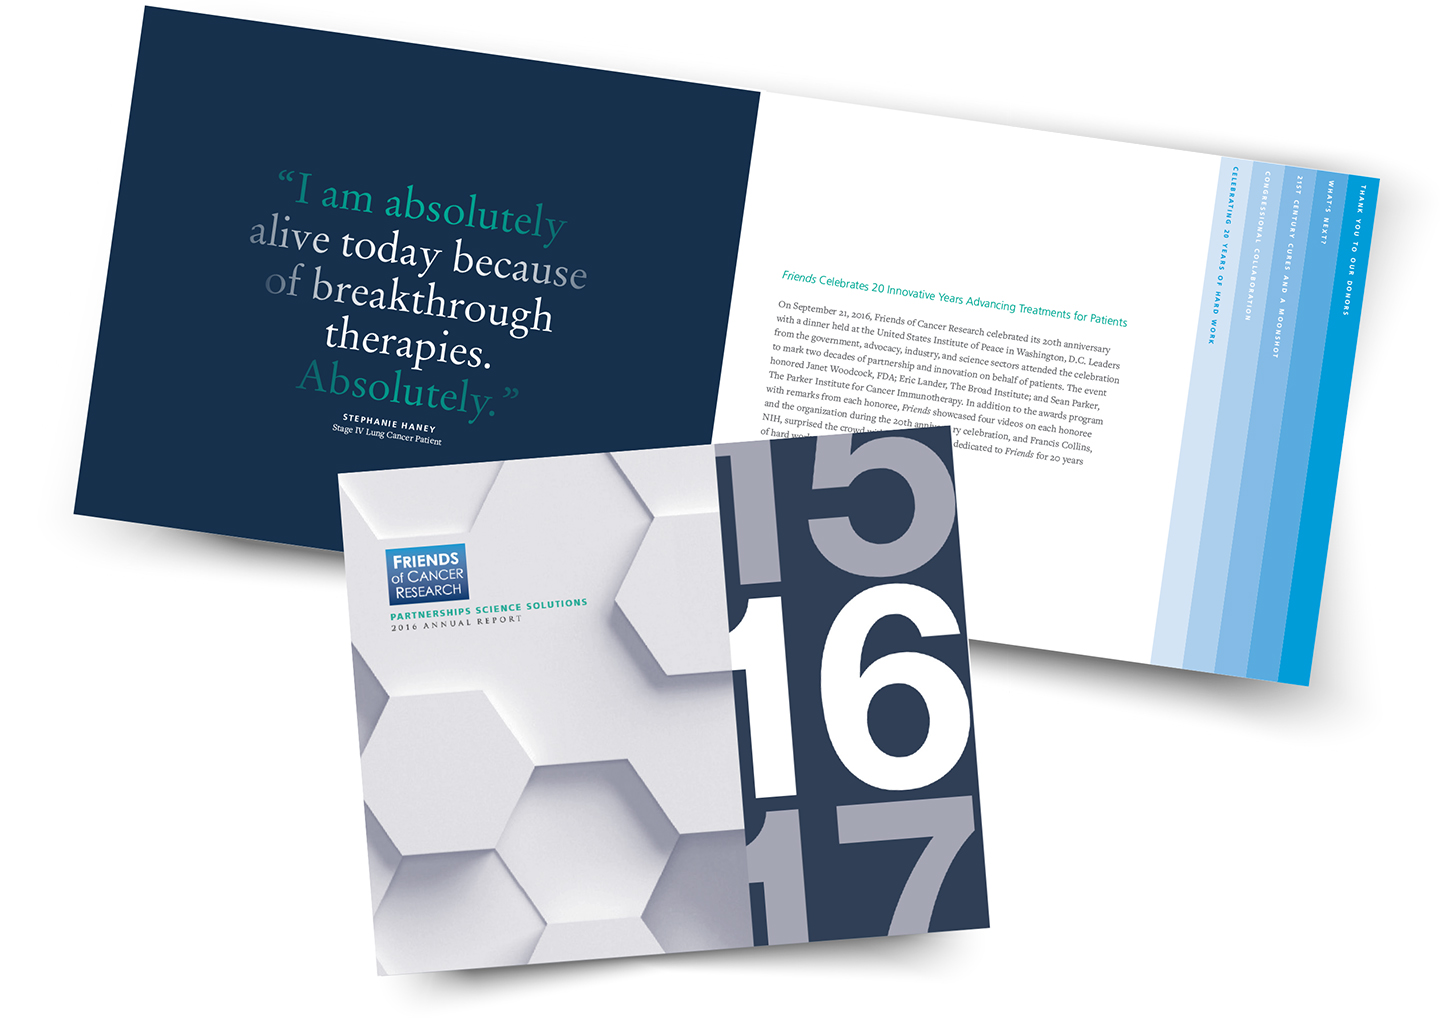 “I am absolutely
alive today because
of breakthrough
therapies.
Absolutely.”
STEPHANIE HANEY
Stage IV Lung Cancer Patient
Friends Celebrates 20 Innovative Years Advancing Treatments for Patients
On September 21, 2016, Friends of Cancer Research celebrated its 20th anniversary
with a dinner held at the United States Institute of Peace in Washington, D.C. Leaders
from the government, advocacy, industry, and science sectors attended the celebration
to mark two decades of partnership and innovation on behalf of patients. The event
honored Janet Woodcock, FDA; Eric Lander, The Broad Institute; and Sean Parker,
The Parker Institute for Cancer Immunotherapy. In addition to the awards program
with remarks from each honoree, Friends showcased four videos on each honoree
and the organization during the 20th anniversary celebration, and Francis Collins,
NIH, surprised the crowd dedicated to Friends for 20 years
of hard
CELEBRATING 20 YEARS OF HARD WORK
CONGRESSIONAL COLLABORATION
21ST CENTURY CURES AND A MOONSHOT
WHAT'S NEXT?
THANK YOU TO OUR DONORS
FRIENDS
of CANCER
RESEARCH
PARTNERSHIPS SCIENCE SOLUTIONS
2016 ANNUAL REPORT
15
16
17